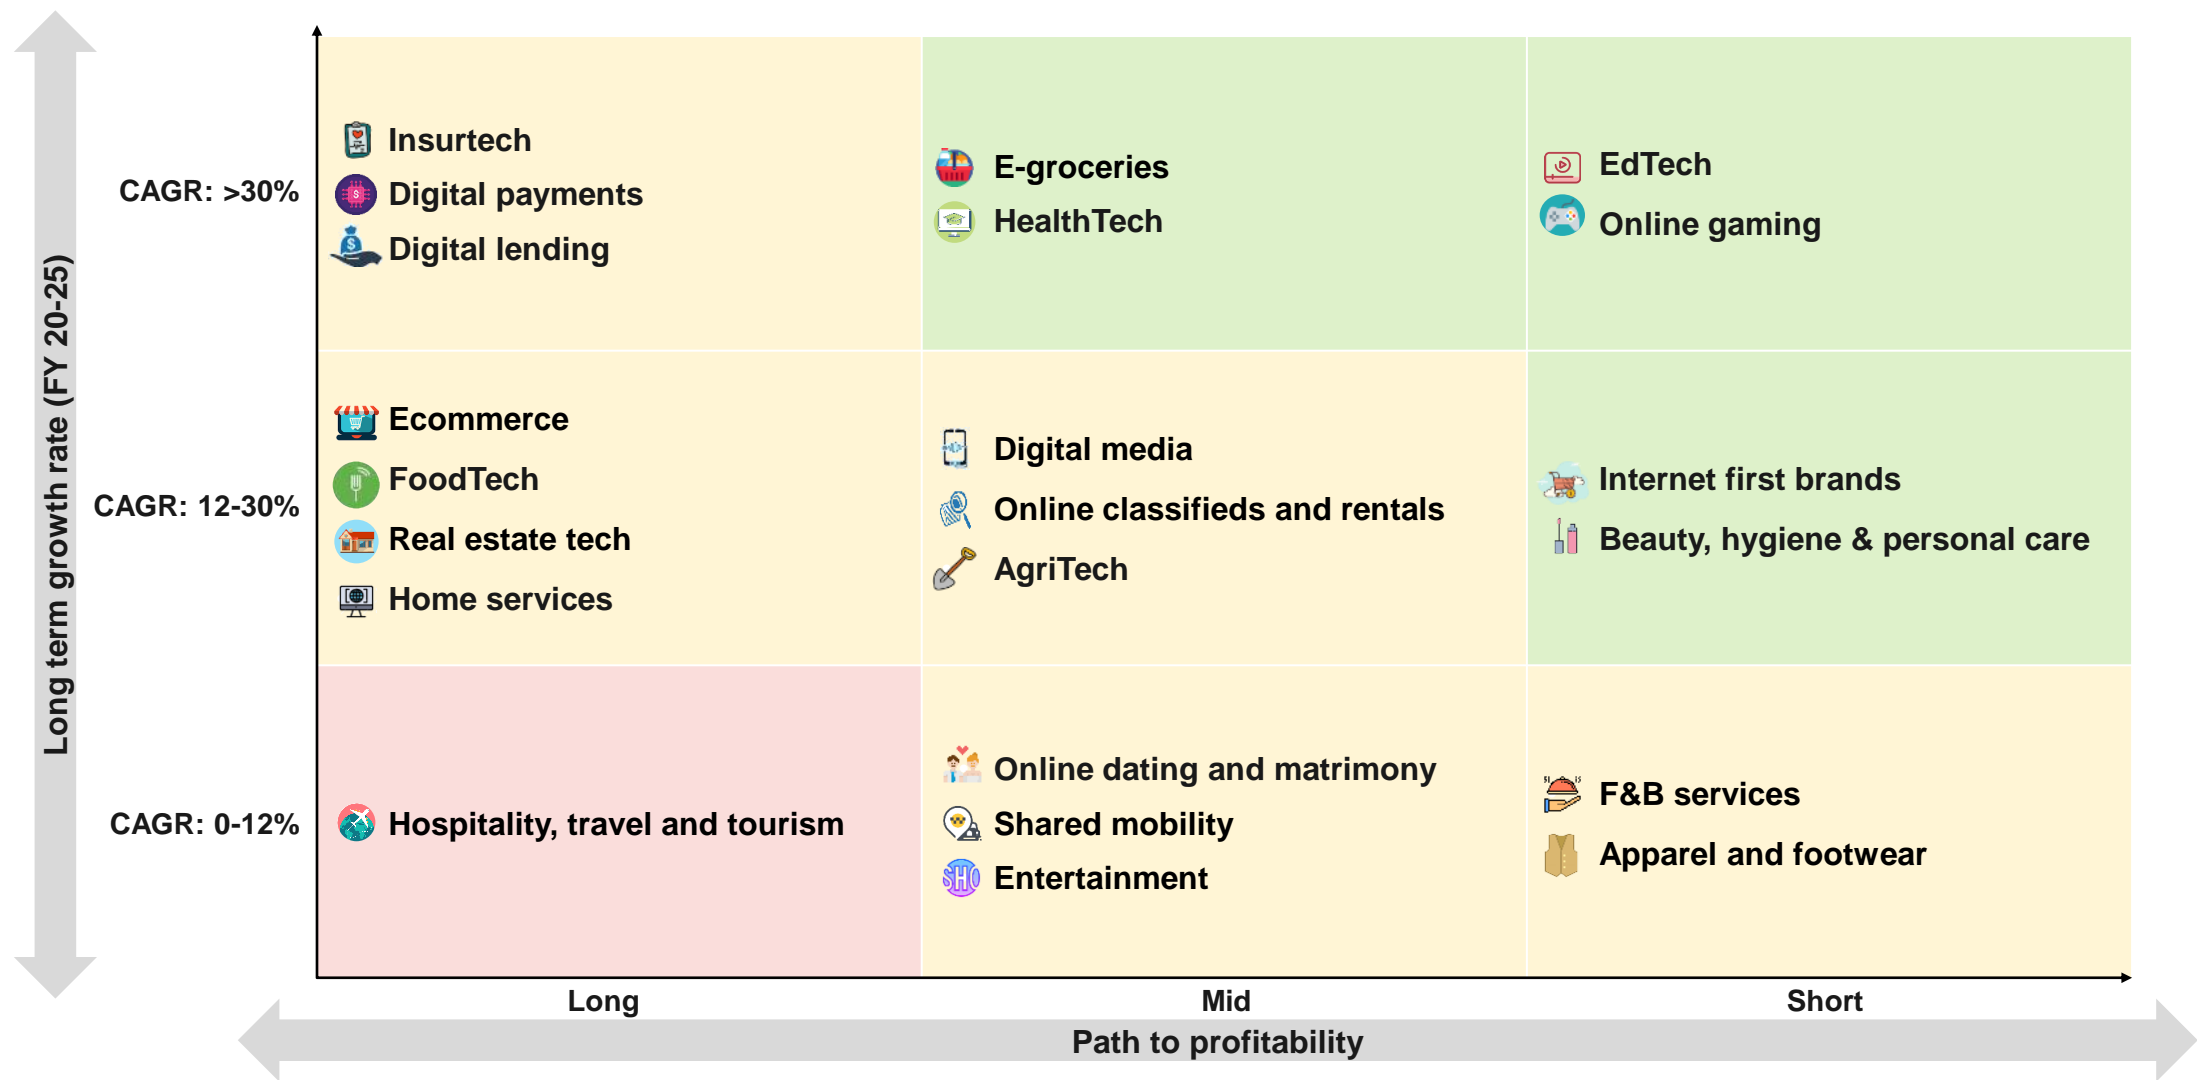 Long term growth rate (FY 20-25)
CAGR: >30%
Insurtech
Digital payments
Digital lending
E-groceries
HealthTech
EdTech
Online gaming
CAGR: 12-30%
Ecommerce
FoodTech
Real estate tech
Home services
Digital media
Online classifieds and rentals
AgriTech
Internet first brands
Beauty, hygiene & personal care
CAGR: 0-12%
Hospitality, travel and tourism
Online dating and matrimony
Shared mobility
SHO
Entertainment
F&B services
Apparel and footwear
Long
Mid
Short
Path to profitability